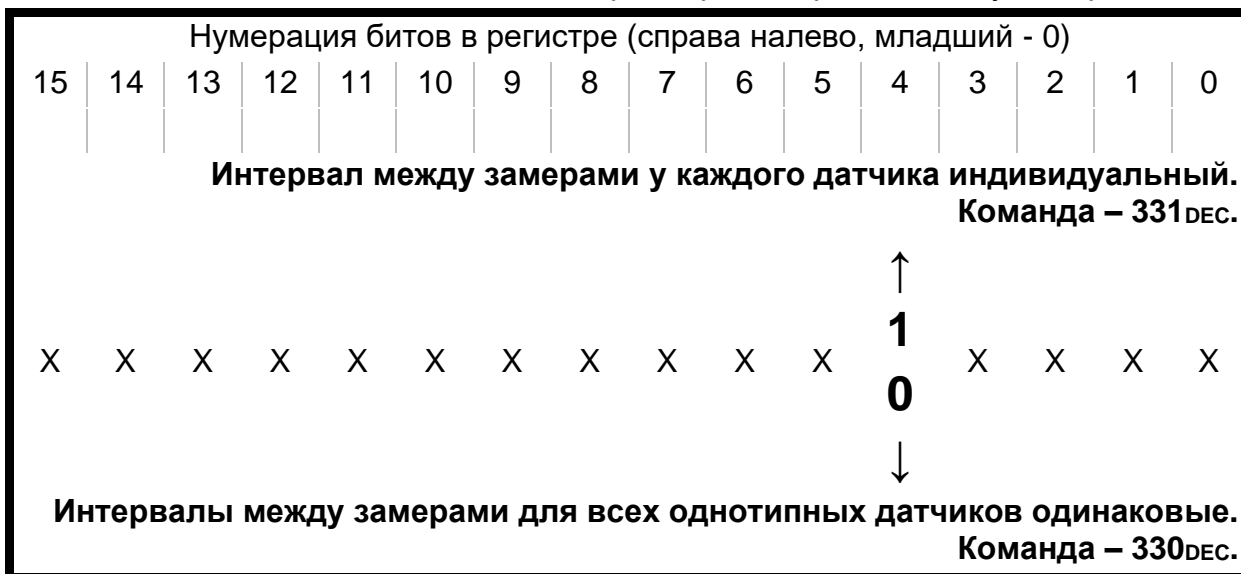 Нумерация битов в регистре (справа налево, младший - 0)
15 14 13 12 11 10 9 8 7 6 5 4 3 2 1 0
Интервал между замерами у каждого датчика индивидуальный.
Команда – 331DEC.
↑
1
X X X X X X X X X X X X X X X
0
↓
Интервалы между замерами для всех однотипных датчиков одинаковые.
Команда – 330DEC.